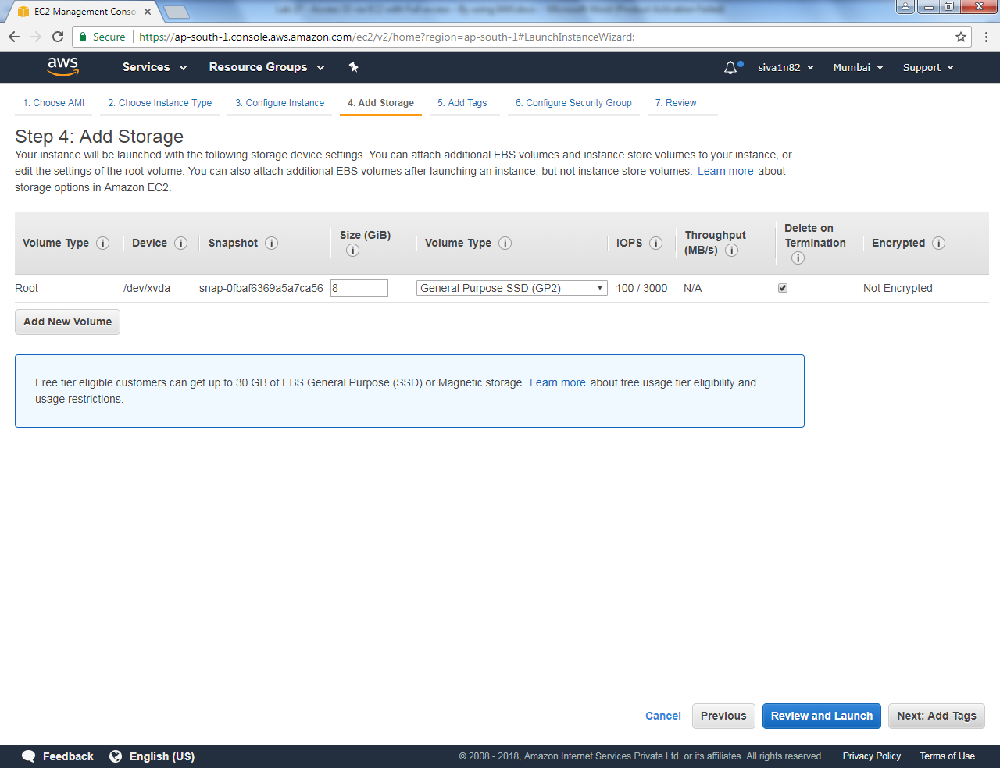 EC2 Management Conso
Secure https://ap-south-1.console.aws.amazon.com/ec2/v2/home?region=ap-south-1#LaunchInstanceWizard:
aws Services Resource Groups siva1n82 Mumbai Support
1. Choose AMI 2. Choose Instance Type 3. Configure Instance 4. Add Storage 5. Add Tags 6. Configure Security Group 7. Review
Step 4: Add Storage
Your instance will be launched with the following storage device settings. You can attach additional EBS volumes and instance store volumes to your instance, or
edit the settings of the root volume. You can also attach additional EBS volumes after launching an instance, but not instance store volumes. Learn more about
storage options in Amazon EC2.
Volume Type i Device i Snapshot i Size (GiB) i Volume Type i IOPS i Throughput (MB/s) i Delete on Termination i Encrypted i
Root /dev/xvda snap-0fbaf6369a5a7ca56 8 General Purpose SSD (GP2) 100 / 3000 N/A Not Encrypted
Add New Volume
Free tier eligible customers can get up to 30 GB of EBS General Purpose (SSD) or Magnetic storage. Learn more about free usage tier eligibility and
usage restrictions.
Cancel Previous Review and Launch Next: Add Tags
Feedback English (US) © 2008 - 2018, Amazon Internet Services Private Ltd. or its affiliates. All rights reserved. Privacy Policy Terms of Use